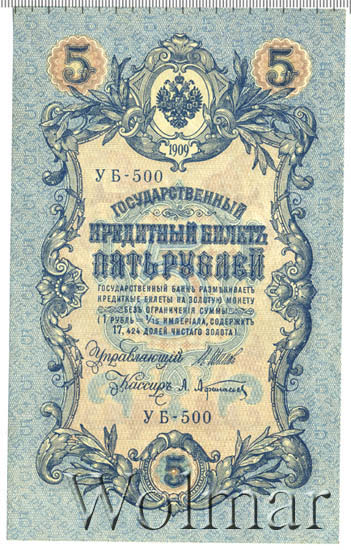 5 5
1909
УБ-500
ГОСУДАРСТВЕННЫЙ
КРЕДИТНЫЙ БИЛЕТЪ
ПЯТЬ РУБЛЕЙ
ГОСУДАРСТВЕННЫЙ БАНКЪ РАЗМѢНИВАЕТЪ
КРЕДИТНЫЕ БИЛЕТЫ НА ЗОЛОТУЮ МОНЕТУ
БЕЗЪ ОГРАНИЧЕНІЯ СУММЫ
(1 РУБЛЬ = 1/15 ИМПЕРІАЛА, СОДЕРЖИТЪ
17,424 ДОЛЕЙ ЧИСТАГО ЗОЛОТА)
Управляющій
Кассиръ А. Афанасьев
УБ-500
5
Wolmar